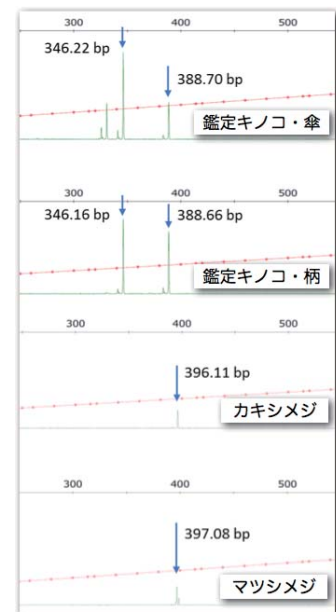 300 400 500
346.22 bp
388.70 bp
鑑定キノコ・傘
300 400 500
346.16 bp
388.66 bp
鑑定キノコ・柄
300 400 500
396.11 bp
カキシメジ
300 400 500
397.08 bp
マツシメジ